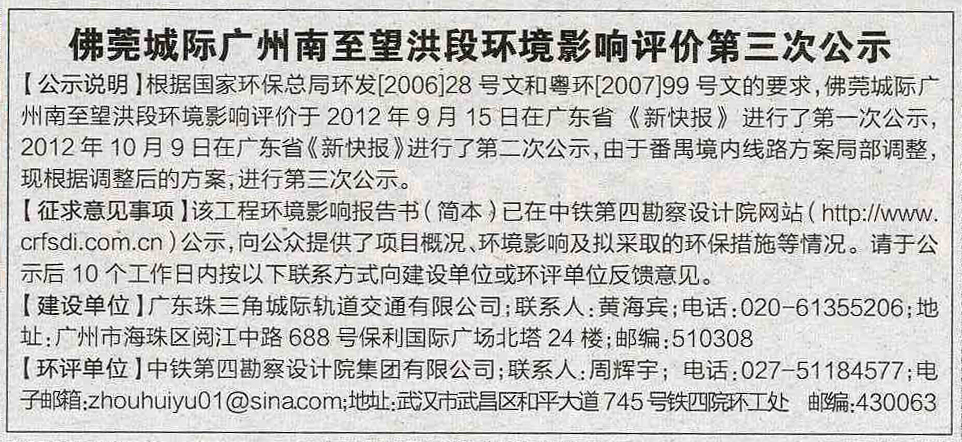 佛莞城际广州南至望洪段环境影响评价第三次公示
【公示说明】根据国家环保总局环发[2006]28 号文和粤环[2007]99 号文的要求,佛莞城际广
州南至望洪段环境影响评价于 2012 年 9 月 15 日在广东省 《新快报》 进行了第一次公示,
2012 年 10 月 9 日在广东省《新快报》进行了第二次公示,由于番禺境内线路方案局部调整,
现根据调整后的方案,进行第三次公示。
【征求意见事项】该工程环境影响报告书(简本)已在中铁第四勘察设计院网站(http://www.
crfsdi.com.cn)公示,向公众提供了项目概况、环境影响及拟采取的环保措施等情况。请于公
示后 10 个工作日内按以下联系方式向建设单位或环评单位反馈意见。
【建设单位】广东珠三角城际轨道交通有限公司;联系人:黄海宾;电话:020-61355206;地
址:广州市海珠区阅江中路 688 号保利国际广场北塔 24 楼;邮编:510308
【环评单位】中铁第四勘察设计院集团有限公司;联系人:周辉宇; 电话:027-51184577;电
子邮箱:zhouhuiyu01@sina.com;地址:武汉市武昌区和平大道 745 号铁四院环工处 邮编:430063